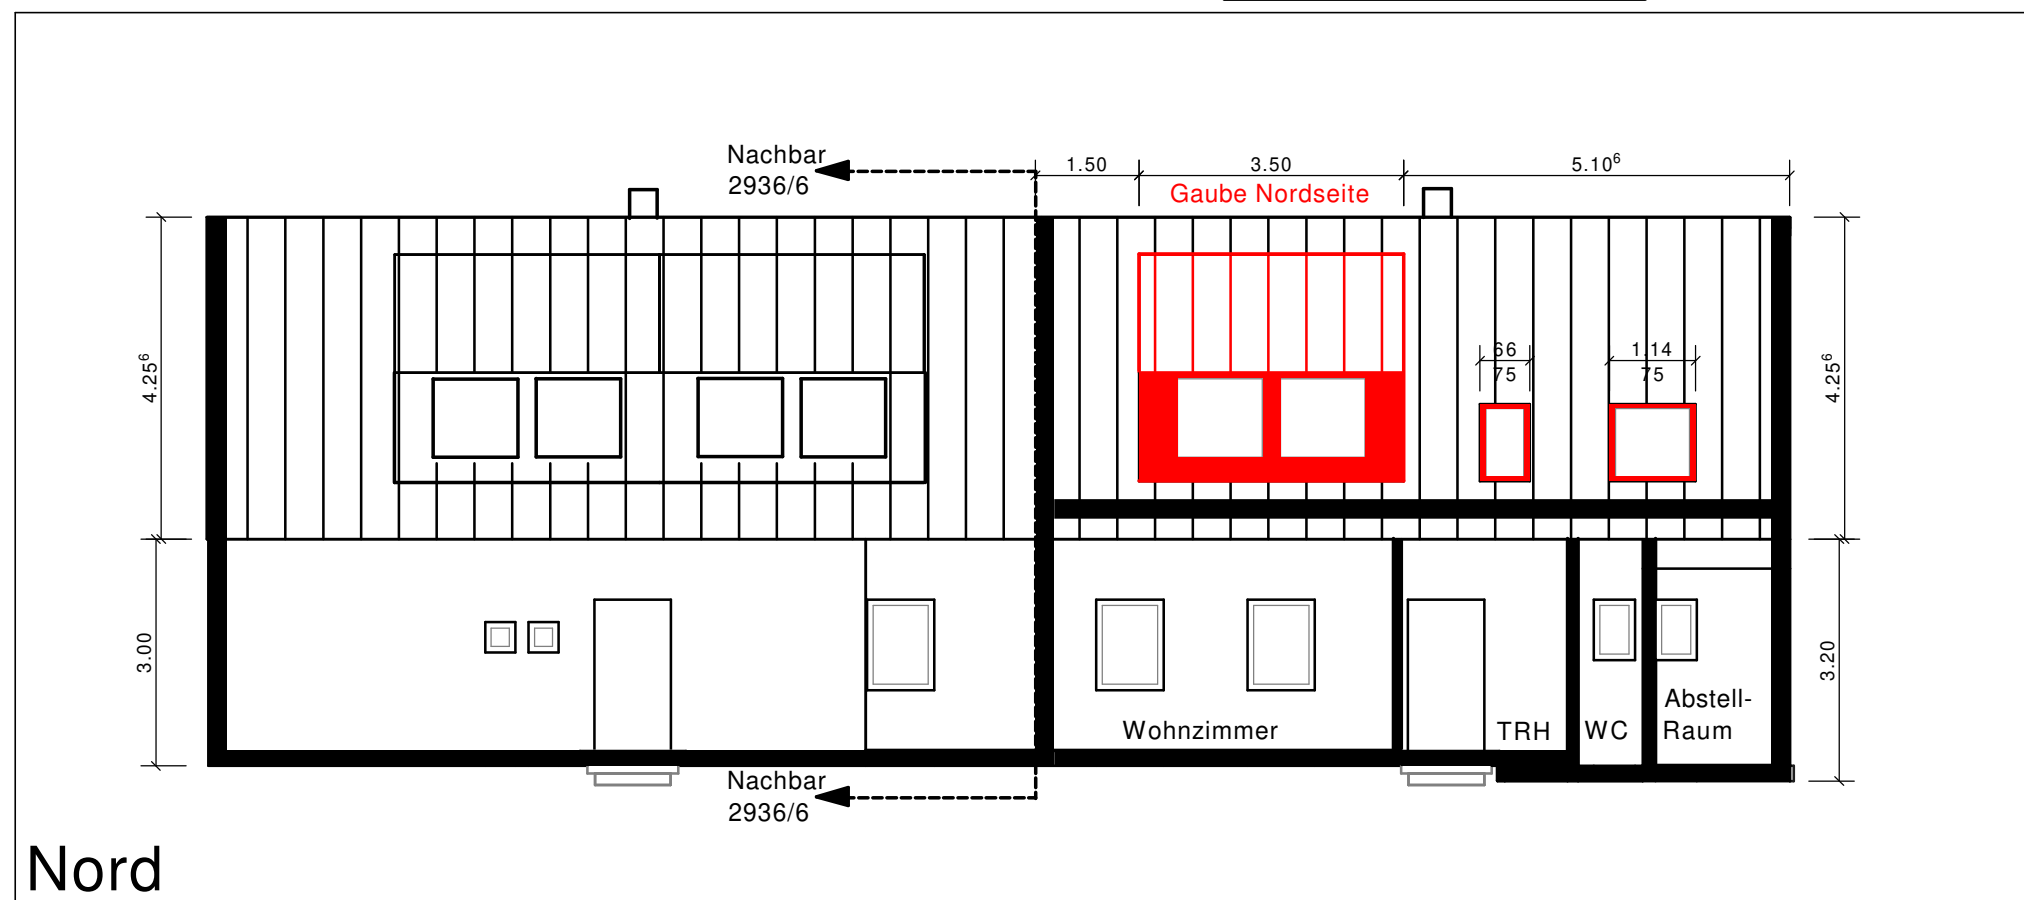 Nachbar
2936/6
1.50
3.50
5.10⁶
Gaube Nordseite
4.25⁶
66
75
1.14
75
4.25⁶
3.00
3.20
Wohnzimmer
TRH
WC
Abstell-
Raum
Nachbar
2936/6
Nord